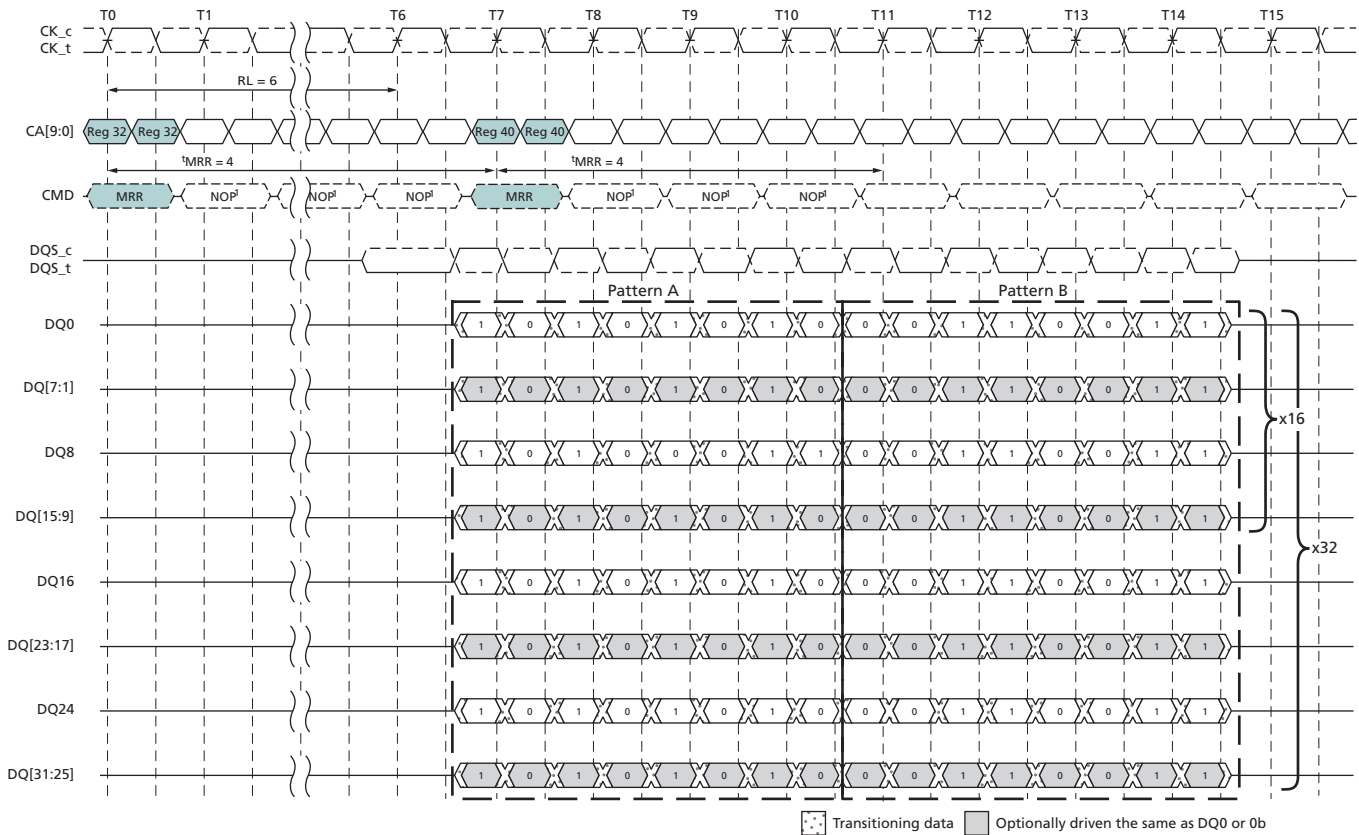 T0 T1 T6 T7 T8 T9 T10 T11 T12 T13 T14 T15
CK_c
CK_t
RL = 6
CA[9:0] Reg 32 Reg 32 Reg 40 Reg 40
tMRR = 4 tMRR = 4
CMD MRR NOP1 NOP1 NOP1 MRR NOP1 NOP1 NOP1
DQS_c
DQS_t
Pattern A Pattern B
DQ0 1 0 1 0 1 0 1 0 0 0 1 1 0 0 1 1
DQ[7:1] 1 0 1 0 1 0 1 0 0 0 1 1 0 0 1 1
x16
DQ8 1 0 1 0 0 0 1 1 0 0 1 1 0 0 1 1
DQ[15:9] 1 0 1 0 1 0 1 0 0 0 1 1 0 0 1 1
x32
DQ16 1 0 1 0 1 0 1 0 0 0 1 1 0 0 1 1
DQ[23:17] 1 0 1 0 1 0 1 0 0 0 1 1 0 0 1 1
DQ24 1 0 1 0 1 0 1 0 0 0 1 1 0 0 1 1
DQ[31:25] 1 0 1 0 1 0 1 0 0 0 1 1 0 0 1 1
Transitioning data Optionally driven the same as DQ0 or 0b